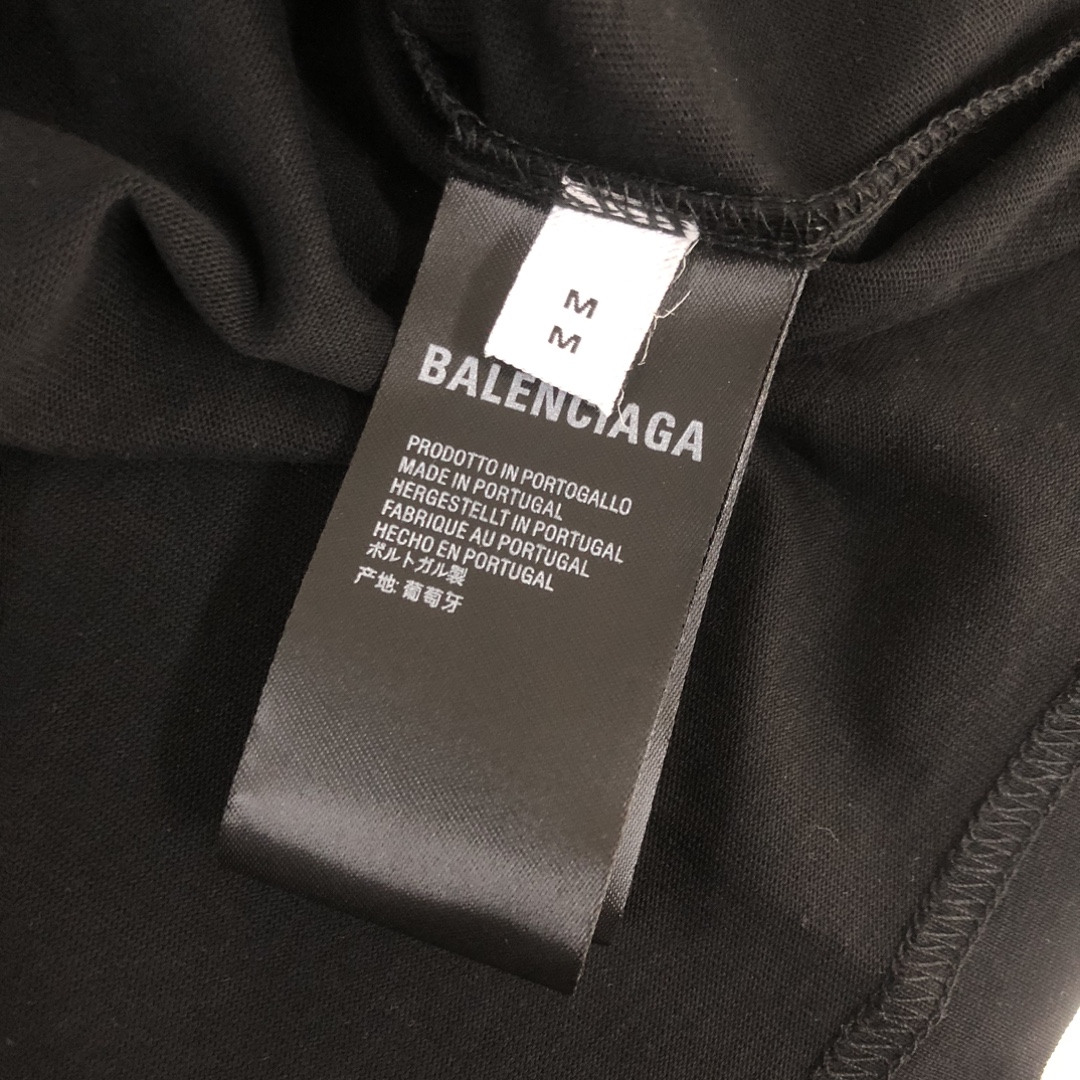 M
M
BALENCIAGA
PRODOTTO IN PORTOGALLO
MADE IN PORTUGAL
HERGESTELLT IN PORTUGAL
FABRIQUÉ AU PORTUGAL
HECHO EN PORTUGAL
ポルトガル製
产地: 葡萄牙